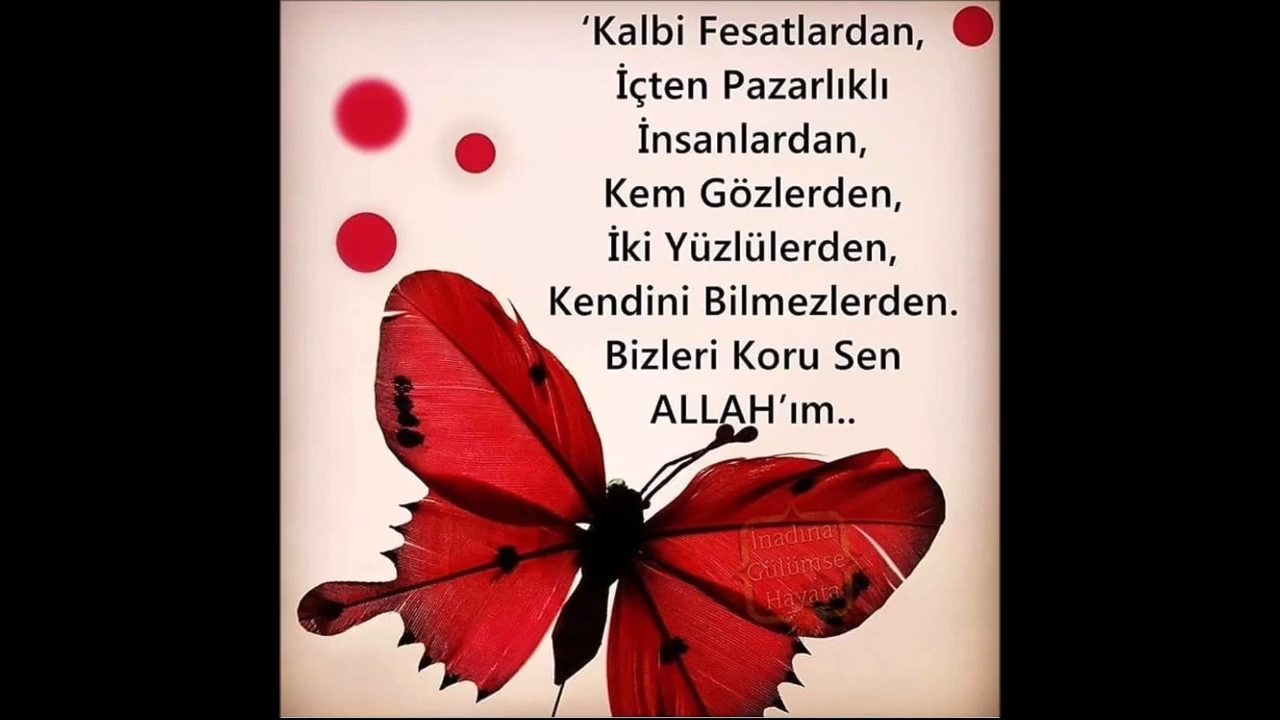 ‘Kalbi Fesatlardan,
İçten Pazarlıklı
İnsanlardan,
Kem Gözlerden,
İki Yüzlülerden,
Kendini Bilmezlerden.
Bizleri Koru Sen
ALLAH’ım..
İnadına
Gülümse
Hayata